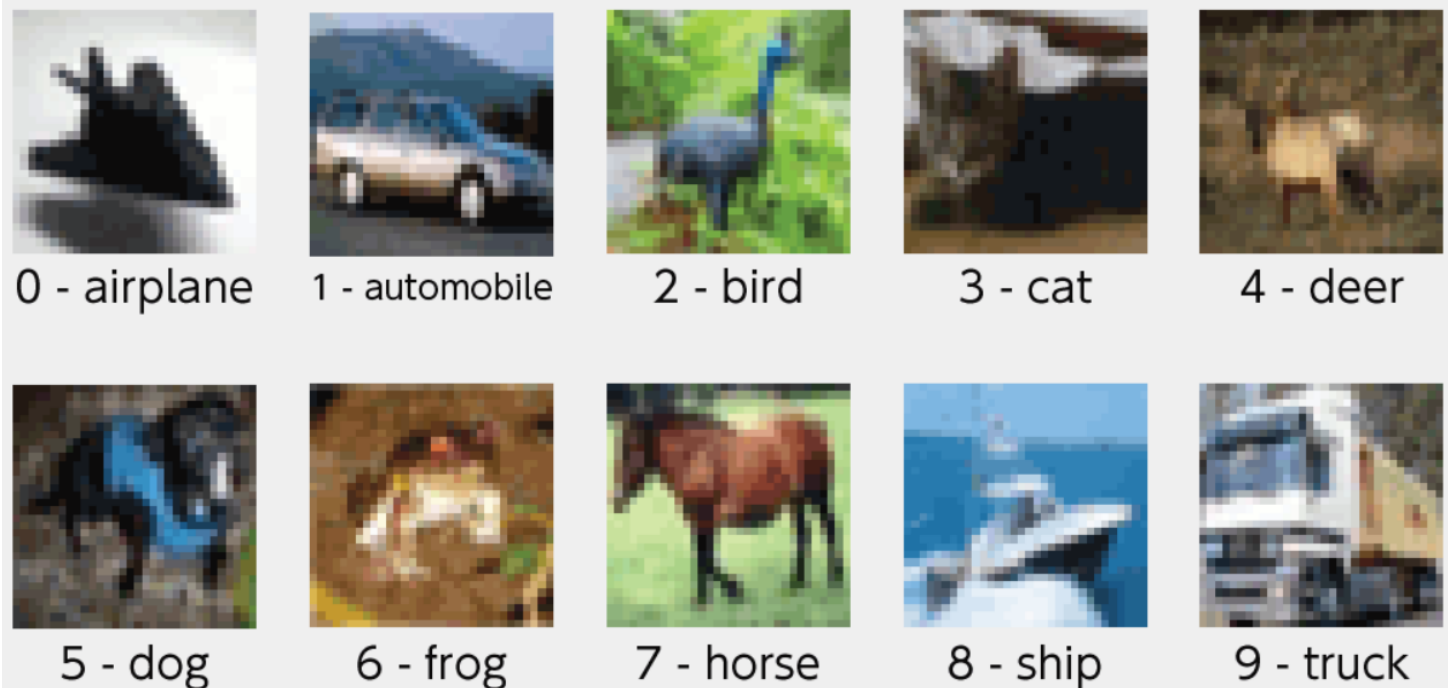 0 - airplane
1 - automobile
2 - bird
3 - cat
4 - deer
5 - dog
6 - frog
7 - horse
8 - ship
9 - truck